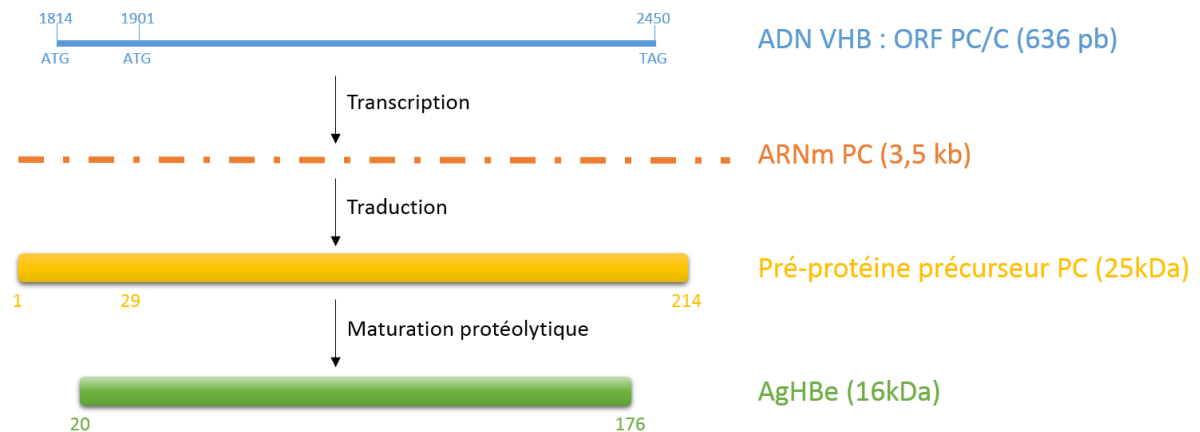 1814 1901 2450
ATG ATG TAG
ADN VHB : ORF PC/C (636 pb)
Transcription
ARNm PC (3,5 kb)
Traduction
Pré-protéine précurseur PC (25kDa)
1 29 214
Maturation protéolytique
AgHBe (16kDa)
20 176